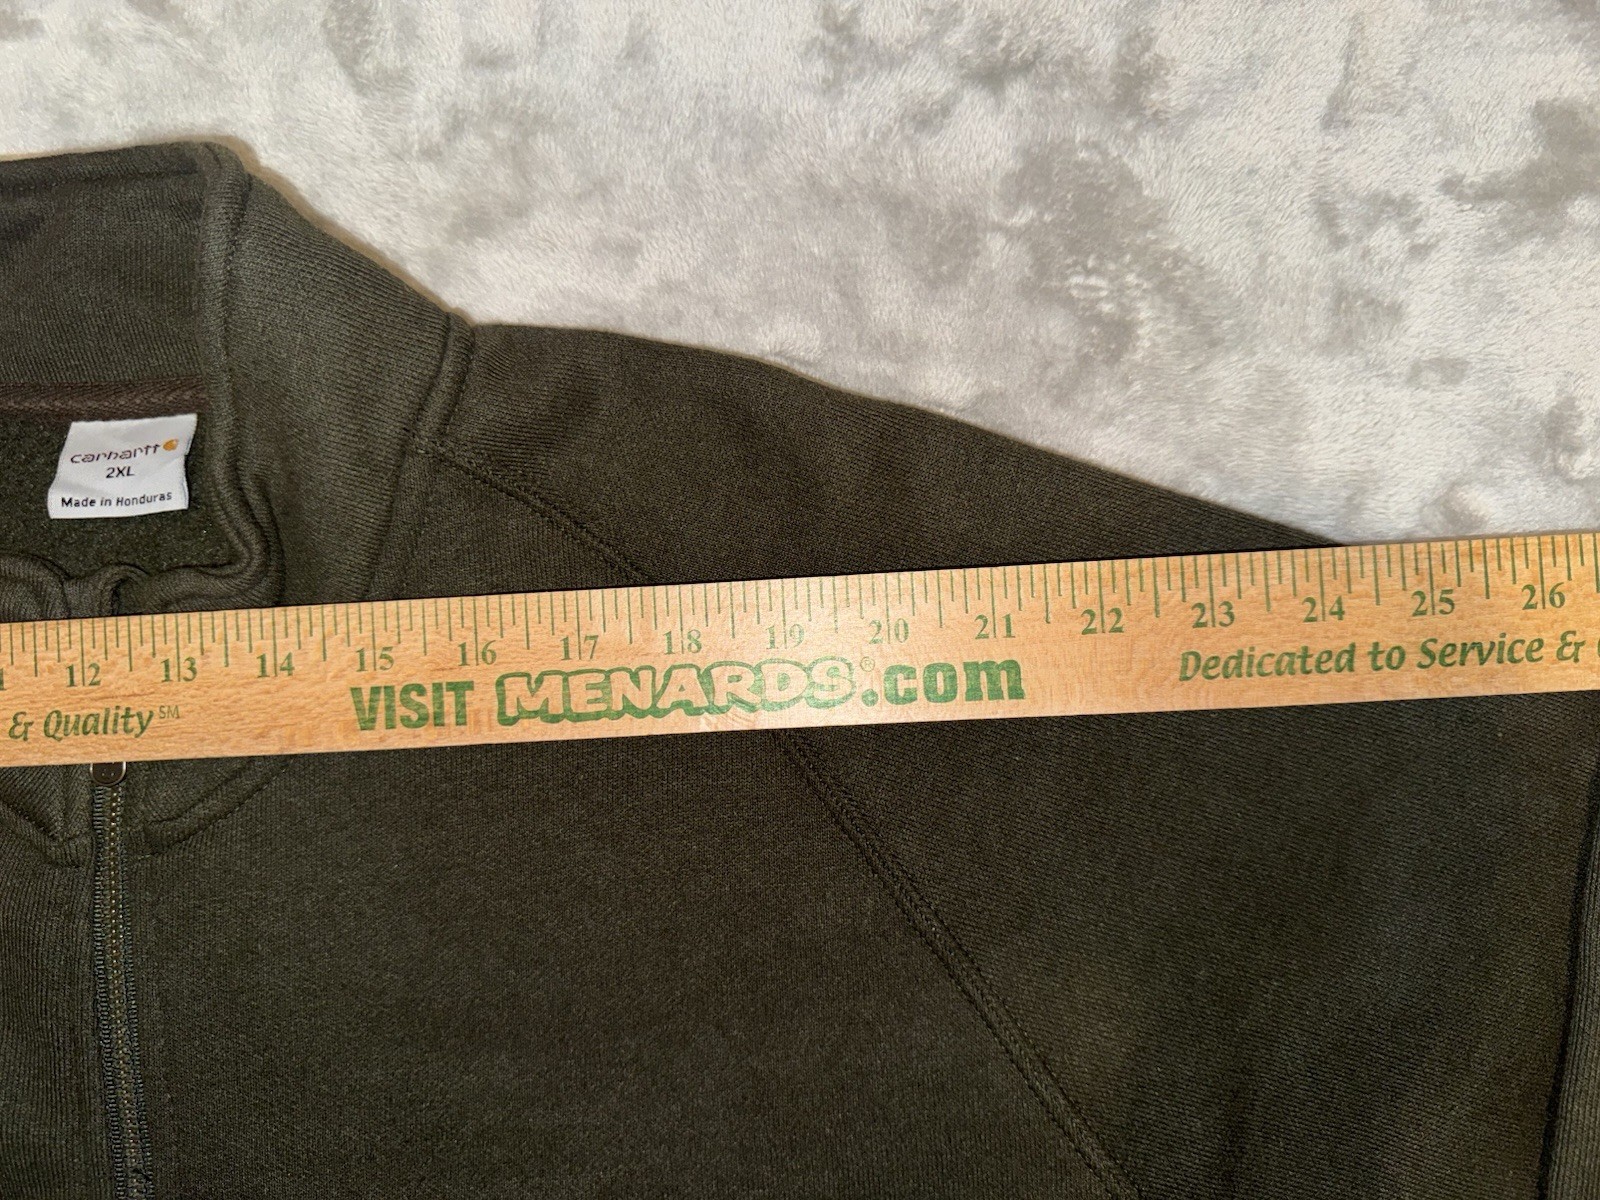 carhartt
2XL
Made in Honduras
12 13 14 15 16 17 18 19 20 21 22 23 24 25 26
& Quality SM
VISIT MENARDS®.com
Dedicated to Service &